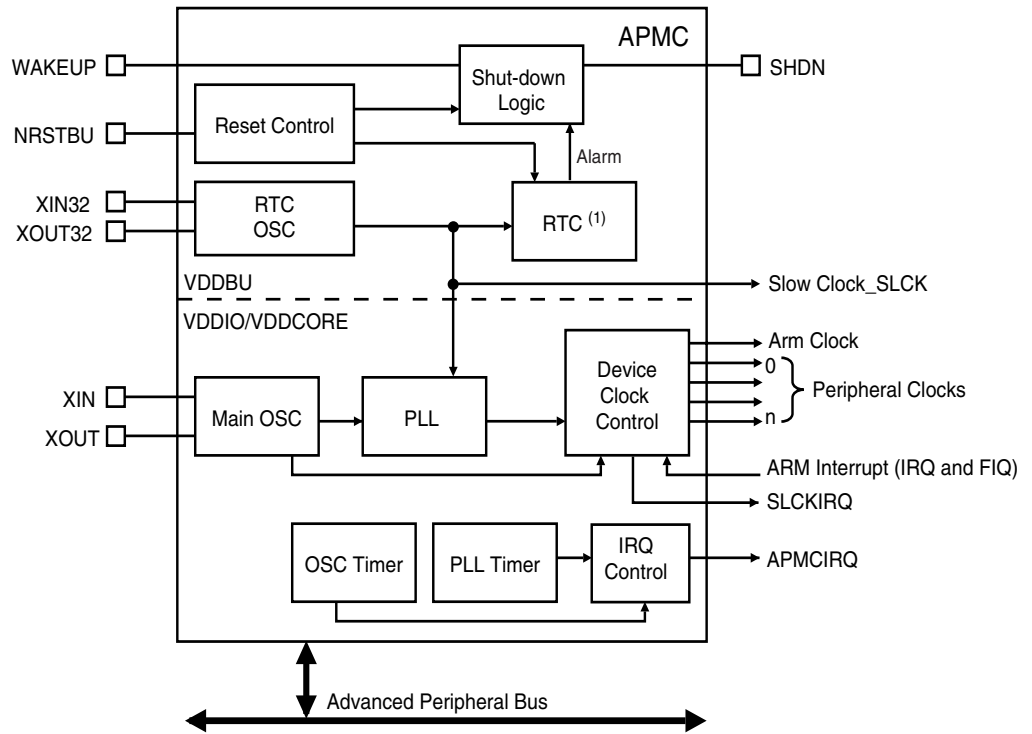 APMC
WAKEUP
Shut-down
Logic
SHDN
NRSTBU
Reset Control
Alarm
XIN32
XOUT32
RTC
OSC
RTC (1)
VDDBU
Slow Clock_SLCK
VDDIO/VDDCORE
Arm Clock
0
Peripheral Clocks
n
XIN
XOUT
Main OSC
PLL
Device
Clock
Control
ARM Interrupt (IRQ and FIQ)
SLCKIRQ
OSC Timer
PLL Timer
IRQ
Control
APMCIRQ
Advanced Peripheral Bus